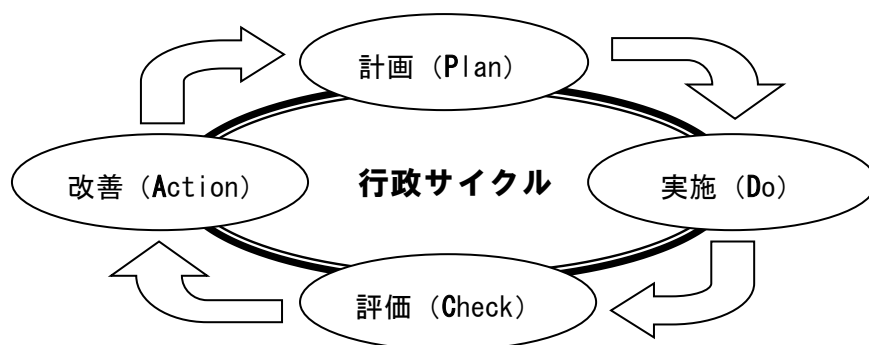 計画（Plan）
改善（Action）
行政サイクル
実施（Do）
評価（Check）